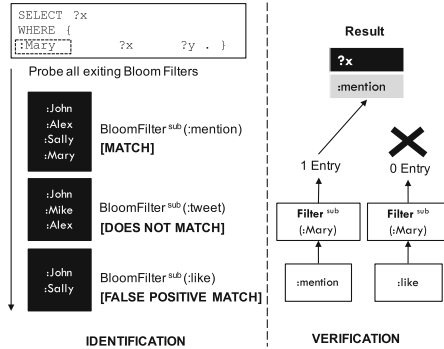 SELECT ?x
WHERE {
:Mary ?x ?y . }
Probe all exiting Bloom Filters
:John
:Alex
:Sally
:Mary
BloomFilter sub (:mention)
[MATCH]
:John
:Mike
:Alex
BloomFilter sub (:tweet)
[DOES NOT MATCH]
:John
:Sally
BloomFilter sub (:like)
[FALSE POSITIVE MATCH]
IDENTIFICATION
Result
?x
:mention
1 Entry
0 Entry
Filter sub
(:Mary)
Filter sub
(:Mary)
:mention
:like
VERIFICATION